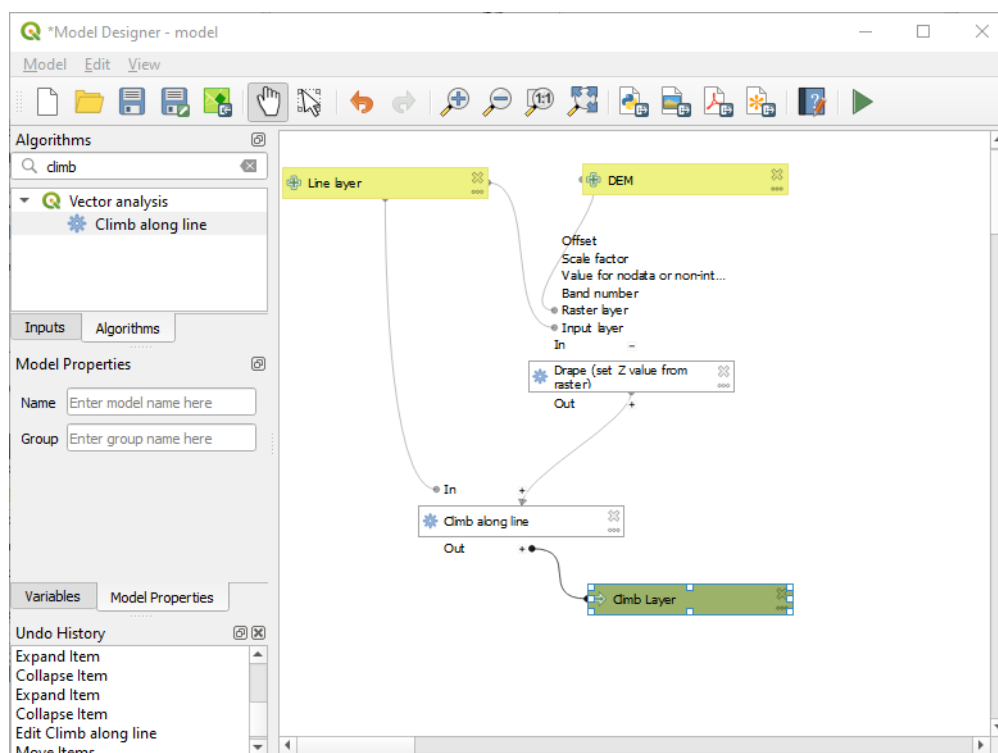 *Model Designer - model
Model Edit View
1:1
Algorithms
climb
Vector analysis
Climb along line
Inputs Algorithms
Model Properties
Name Enter model name here
Group Enter group name here
Variables Model Properties
Undo History
Expand Item
Collapse Item
Expand Item
Collapse Item
Edit Climb along line
Move Items
Line layer
DEM
Offset
Scale factor
Value for nodata or non-int...
Band number
Raster layer
Input layer
In -
Drape (set Z value from
raster)
Out +
In +
Climb along line
Out +
Climb Layer